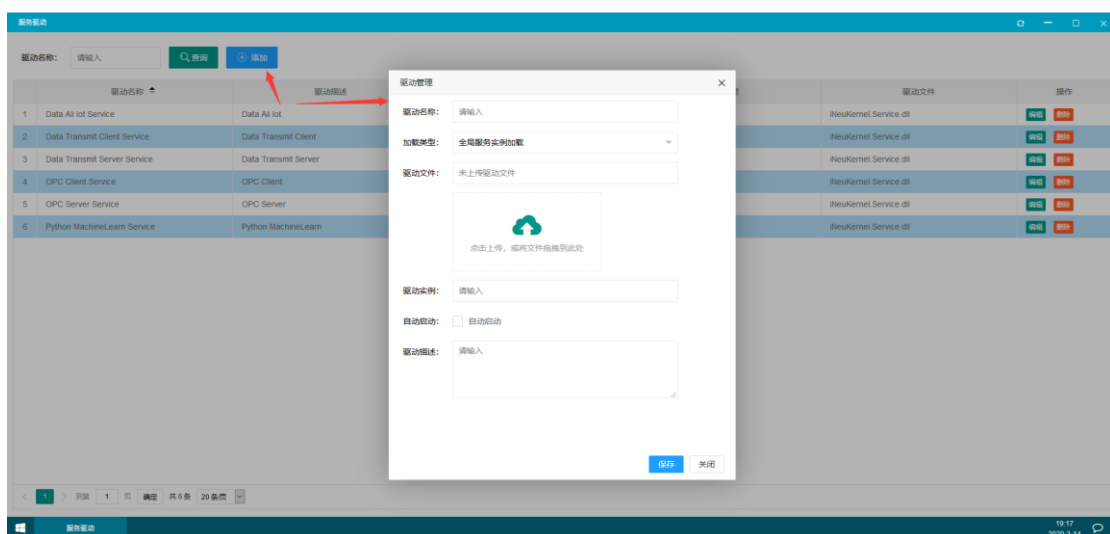 服务驱动
驱动名称： 请输入 查询 添加
驱动名称 驱动描述 驱动文件 操作
1 Data Ali Iot Service Data Ali Iot iNeuKernel.Service.dll 编辑 删除
2 Data Transmit Client Service Data Transmit Client iNeuKernel.Service.dll 编辑 删除
3 Data Transmit Server Service Data Transmit Server iNeuKernel.Service.dll 编辑 删除
4 OPC Client Service OPC Client iNeuKernel.Service.dll 编辑 删除
5 OPC Server Service OPC Server iNeuKernel.Service.dll 编辑 删除
6 Python MachineLearn Service Python MachineLearn iNeuKernel.Service.dll 编辑 删除
驱动管理
驱动名称： 请输入
加载类型： 全局服务实例加载
驱动文件： 未上传驱动文件
点击上传，或将文件拖拽到此处
驱动实例： 请输入
自动启动： 自动启动
驱动描述： 请输入
保存 关闭
1 到第 1 页 确定 共 6 条 20 条/页
服务驱动
19:17